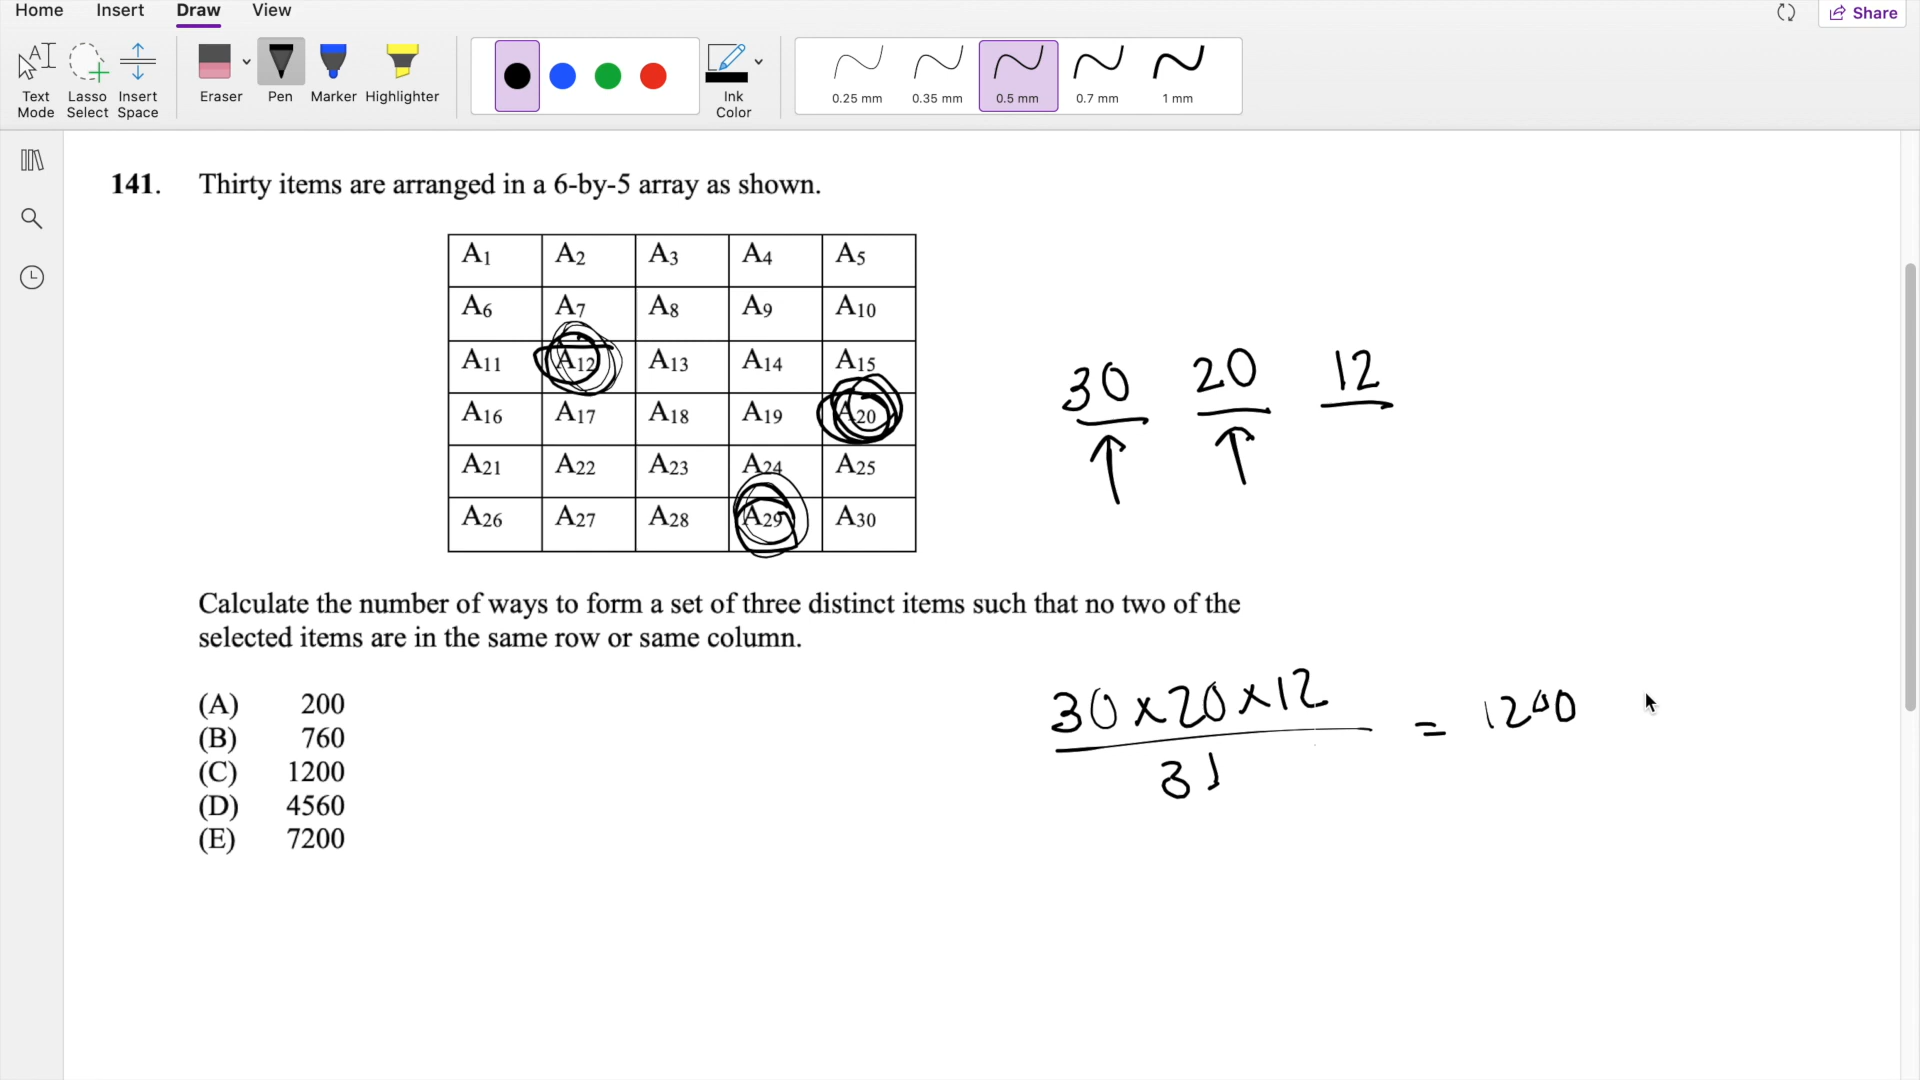 Home Insert Draw View
Share
Text Mode
Lasso Select
Insert Space
Eraser
Pen
Marker
Highlighter
Ink Color
0.25 mm
0.35 mm
0.5 mm
0.7 mm
1 mm
141. Thirty items are arranged in a 6-by-5 array as shown.
A1 A2 A3 A4 A5
A6 A7 A8 A9 A10
A11 A12 A13 A14 A15
A16 A17 A18 A19 A20
A21 A22 A23 A24 A25
A26 A27 A28 A29 A30
30 20 12
Calculate the number of ways to form a set of three distinct items such that no two of the
selected items are in the same row or same column.
(A) 200
(B) 760
(C) 1200
(D) 4560
(E) 7200
30 x 20 x 12
3!
= 1200